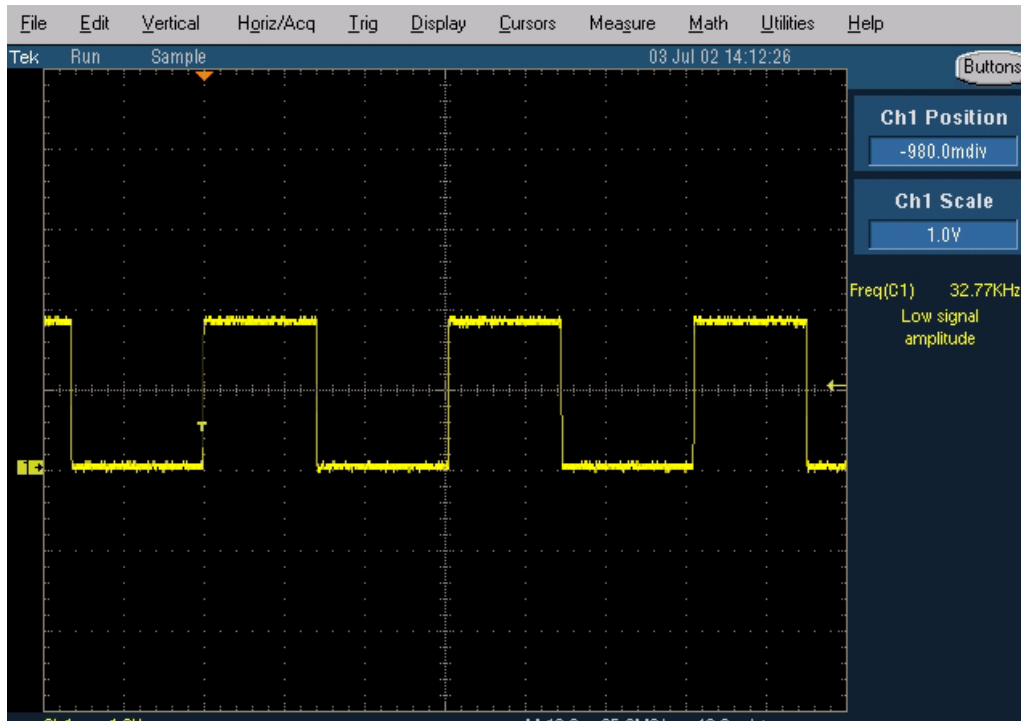 File Edit Vertical Horiz/Acq Trig Display Cursors Measure Math Utilities Help
Tek Run Sample 03 Jul 02 14:12:26
Buttons
Ch1 Position
-980.0mdiv
Ch1 Scale
1.0V
Freq(C1) 32.77KHz
Low signal
amplitude
T
1